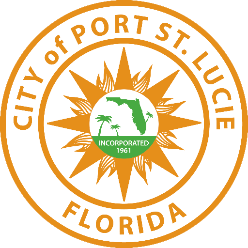 CITY of PORT ST. LUCIE
INCORPORATED
1961
FLORIDA